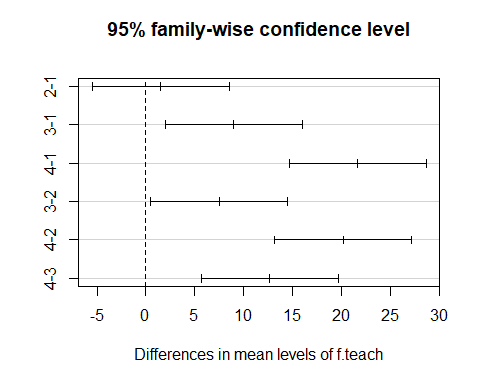 95% family-wise confidence level
2-1
3-1
4-1
3-2
4-2
4-3
-5 0 5 10 15 20 25 30
Differences in mean levels of f.teach